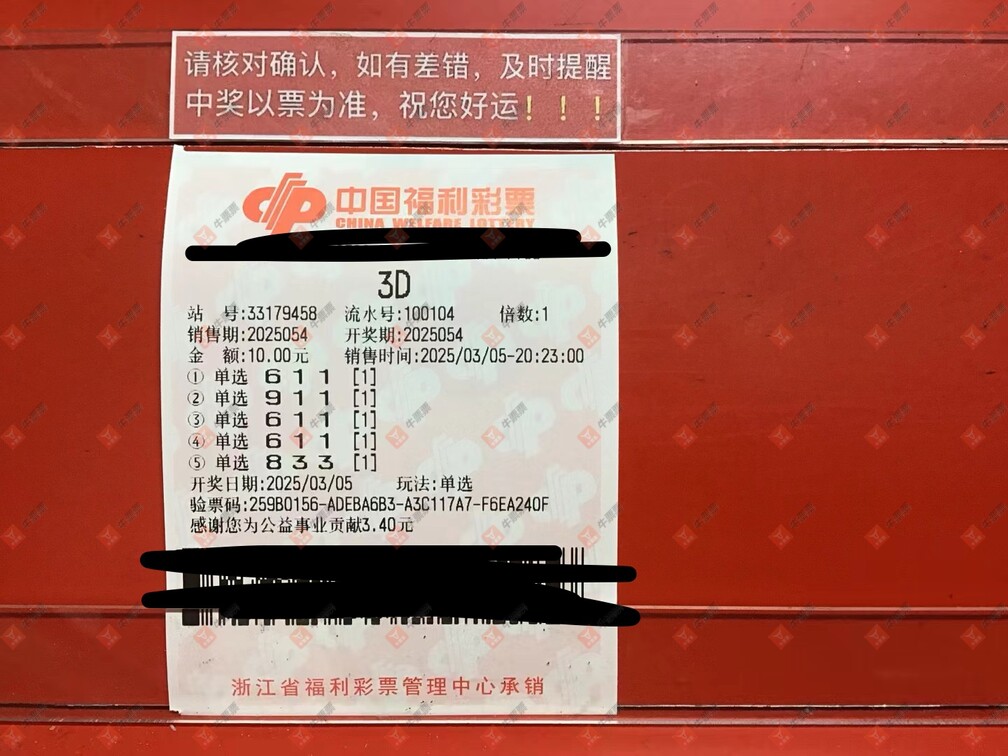 请核对确认，如有差错，及时提醒
中奖以票为准，祝您好运！！！
中国福利彩票
CHINA WELFARE LOTTERY
3D
站 号:33179458 流水号:100104 倍数:1
销售期:2025054 开奖期:2025054
金 额:10.00元 销售时间:2025/03/05-20:23:00
① 单选 6 1 1 [1]
② 单选 9 1 1 [1]
③ 单选 6 1 1 [1]
④ 单选 6 1 1 [1]
⑤ 单选 8 3 3 [1]
开奖日期:2025/03/05 玩法:单选
验票码:259B0156-ADEBA6B3-A3C117A7-F6EA240F
感谢您为公益事业贡献3.40元
浙江省福利彩票管理中心承销